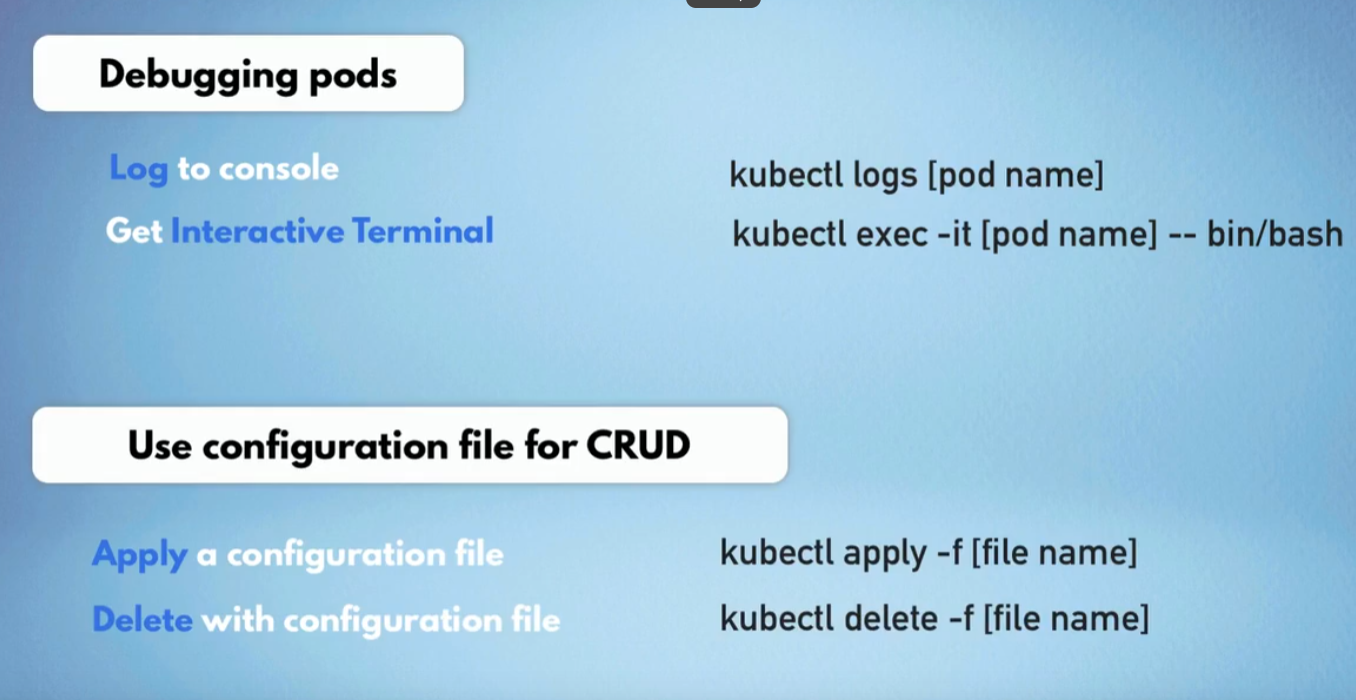 Debugging pods
Log to console
kubectl logs [pod name]
Get Interactive Terminal
kubectl exec -it [pod name] -- bin/bash
Use configuration file for CRUD
Apply a configuration file
kubectl apply -f [file name]
Delete with configuration file
kubectl delete -f [file name]